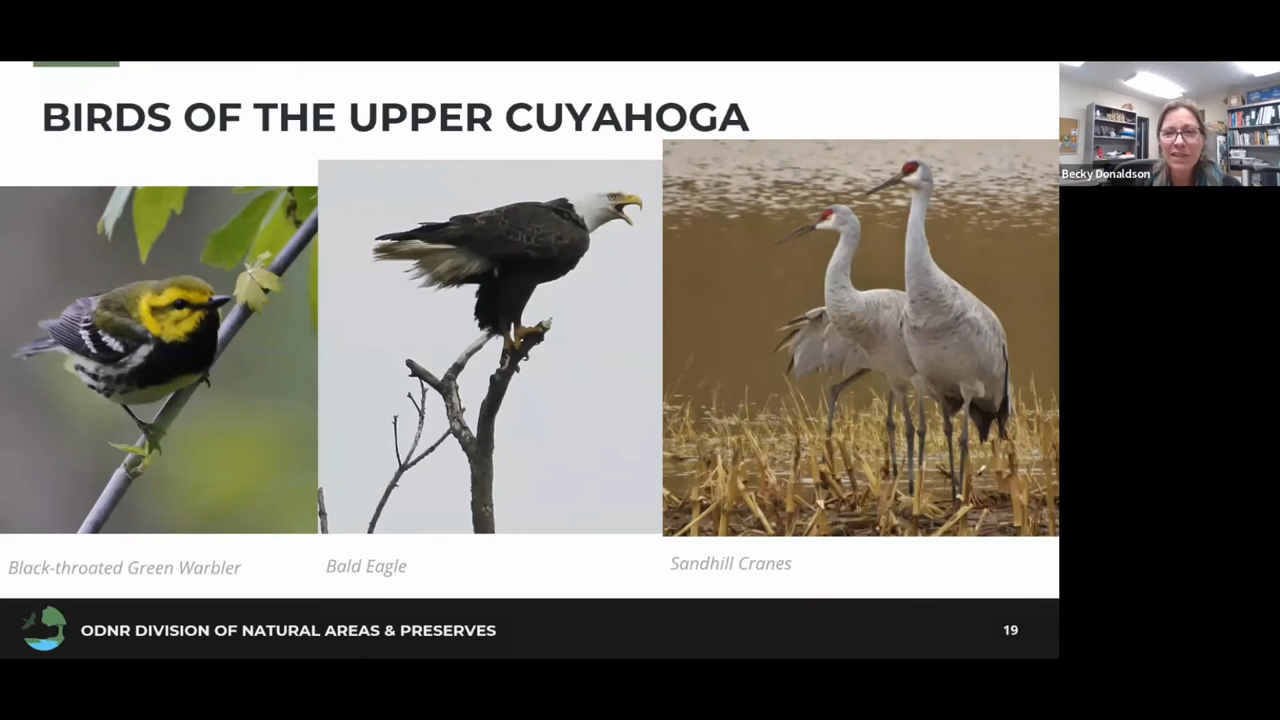 BIRDS OF THE UPPER CUYAHOGA
Becky Donaldson
Black-throated Green Warbler
Bald Eagle
Sandhill Cranes
ODNR DIVISION OF NATURAL AREAS & PRESERVES
19